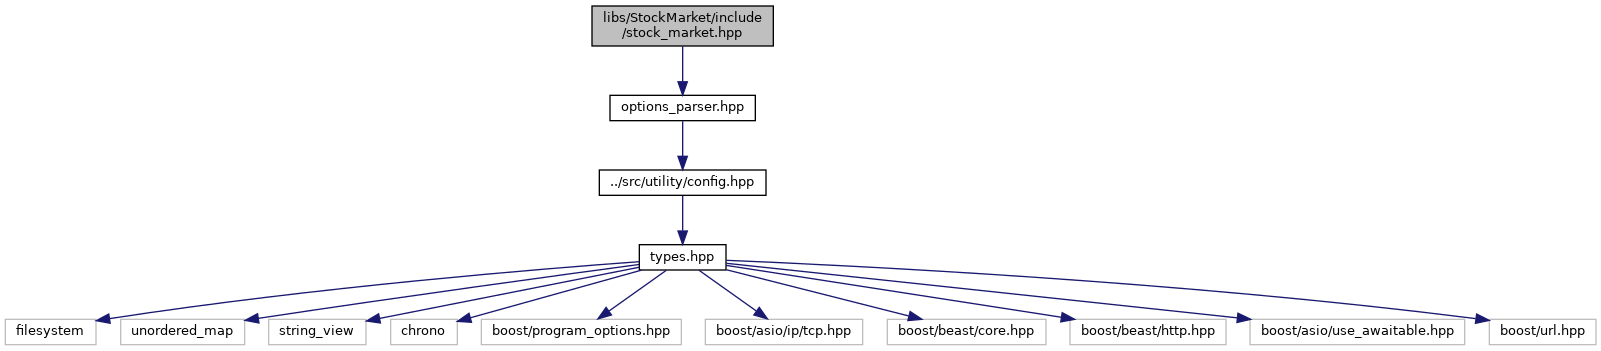 libs/StockMarket/include
/stock_market.hpp
options_parser.hpp
../src/utility/config.hpp
types.hpp
filesystem
unordered_map
string_view
chrono
boost/program_options.hpp
boost/asio/ip/tcp.hpp
boost/beast/core.hpp
boost/beast/http.hpp
boost/asio/use_awaitable.hpp
boost/url.hpp